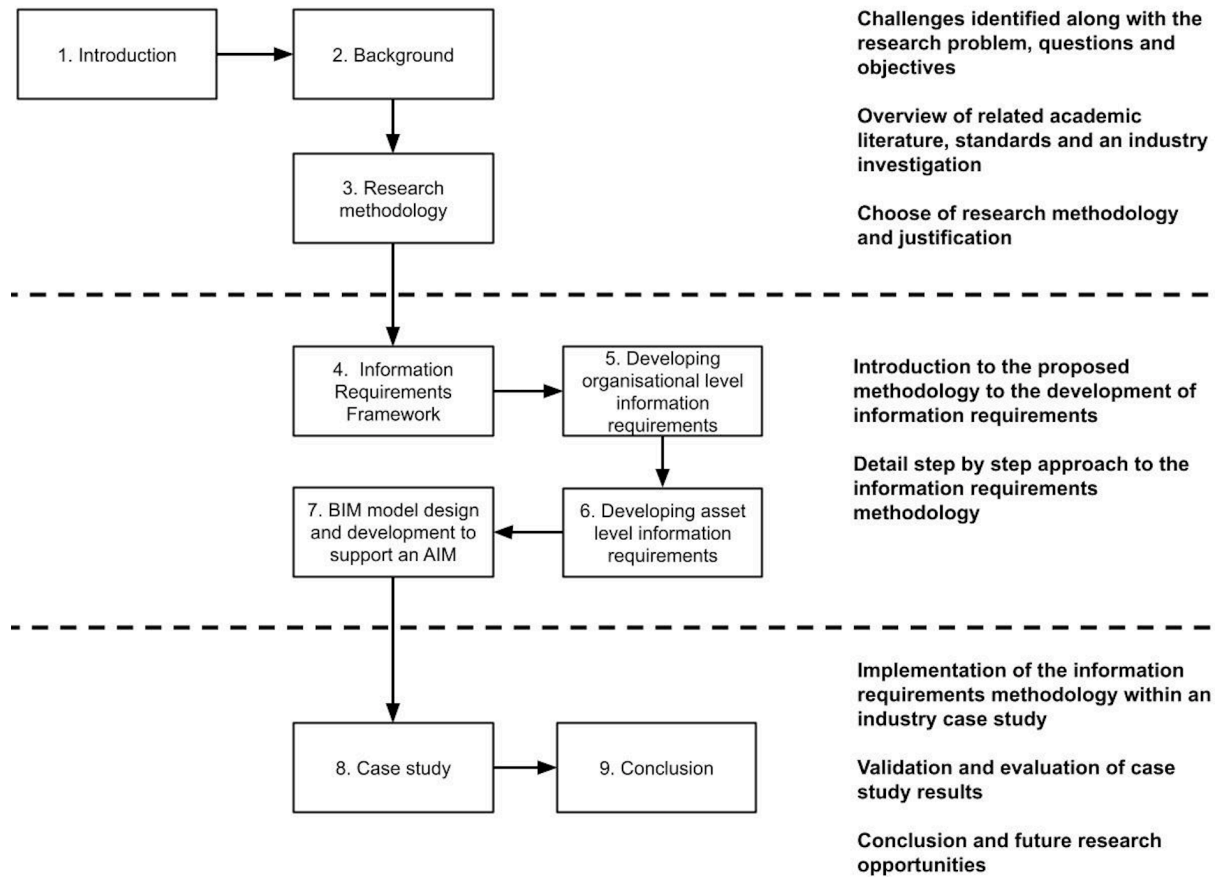 1. Introduction
2. Background
3. Research
methodology
Challenges identified along with the
research problem, questions and
objectives
Overview of related academic
literature, standards and an industry
investigation
Choose of research methodology
and justification
4. Information
Requirements
Framework
5. Developing
organisational level
information
requirements
6. Developing asset
level information
requirements
7. BIM model design
and development to
support an AIM
Introduction to the proposed
methodology to the development of
information requirements
Detail step by step approach to the
information requirements
methodology
8. Case study
9. Conclusion
Implementation of the information
requirements methodology within an
industry case study
Validation and evaluation of case
study results
Conclusion and future research
opportunities